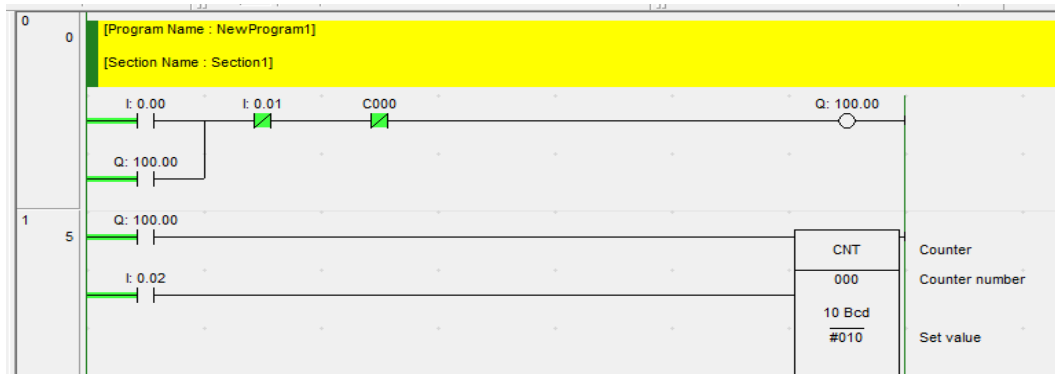 0
0
[Program Name : NewProgram1]
[Section Name : Section1]
I: 0.00
I: 0.01
C000
Q: 100.00
Q: 100.00
1
5
Q: 100.00
CNT
Counter
I: 0.02
000
Counter number
10 Bcd
#010
Set value